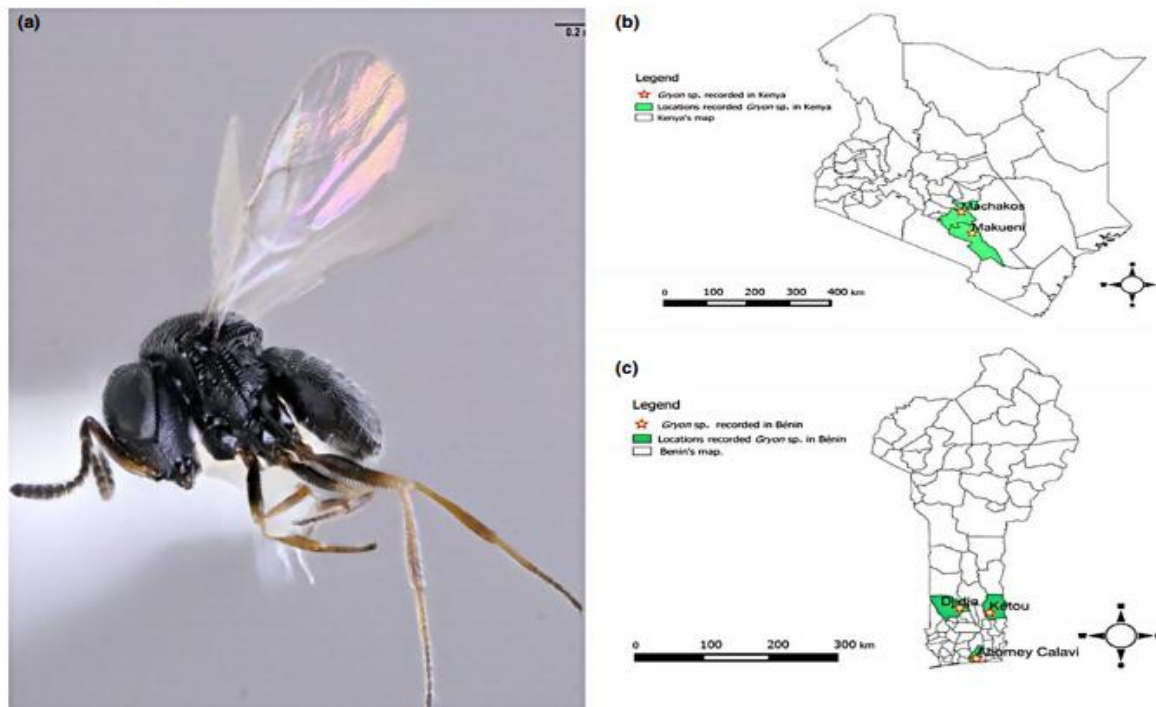 (a)
0.2
(b)
Legend
Gryon sp. recorded in Kenya
Locations recorded Gryon sp. in Kenya
Kenya's map
Machakos
Makueni
0 100 200 300 400 km
(c)
Legend
Gryon sp. recorded in Bénin
Locations recorded Gryon sp. in Bénin
Benin's map.
Ketou
Calavi
0 100 200 300 km